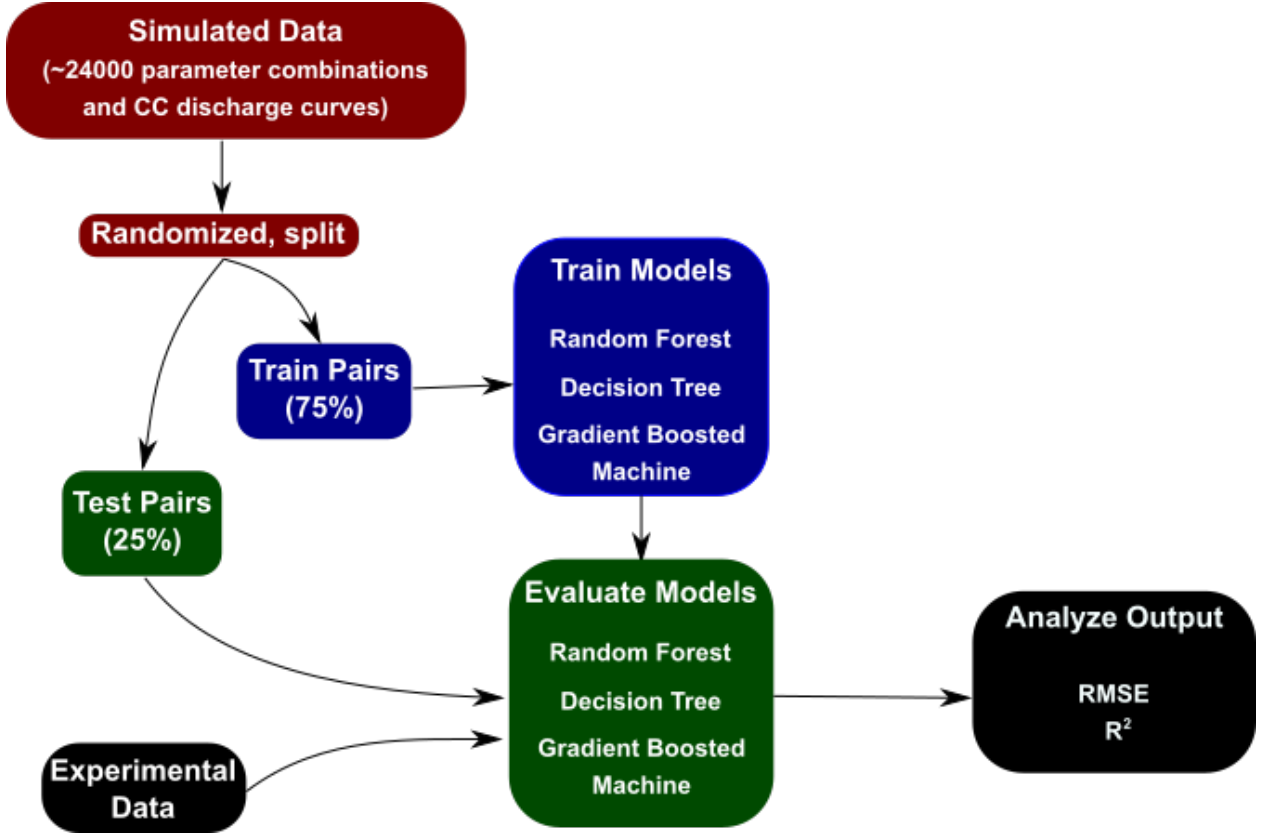 Simulated Data
(~24000 parameter combinations
and CC discharge curves)
Randomized, split
Train Pairs
(75%)
Test Pairs
(25%)
Train Models
Random Forest
Decision Tree
Gradient Boosted
Machine
Evaluate Models
Random Forest
Decision Tree
Gradient Boosted
Machine
Experimental
Data
Analyze Output
RMSE
R²